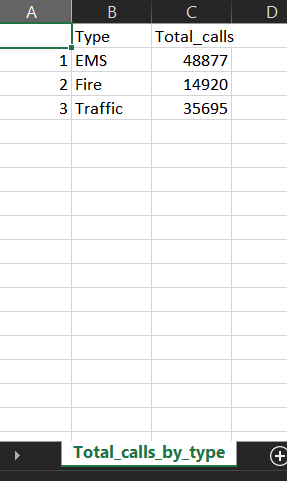 A B C D
Type Total_calls
1 EMS 48877
2 Fire 14920
3 Traffic 35695
Total_calls_by_type